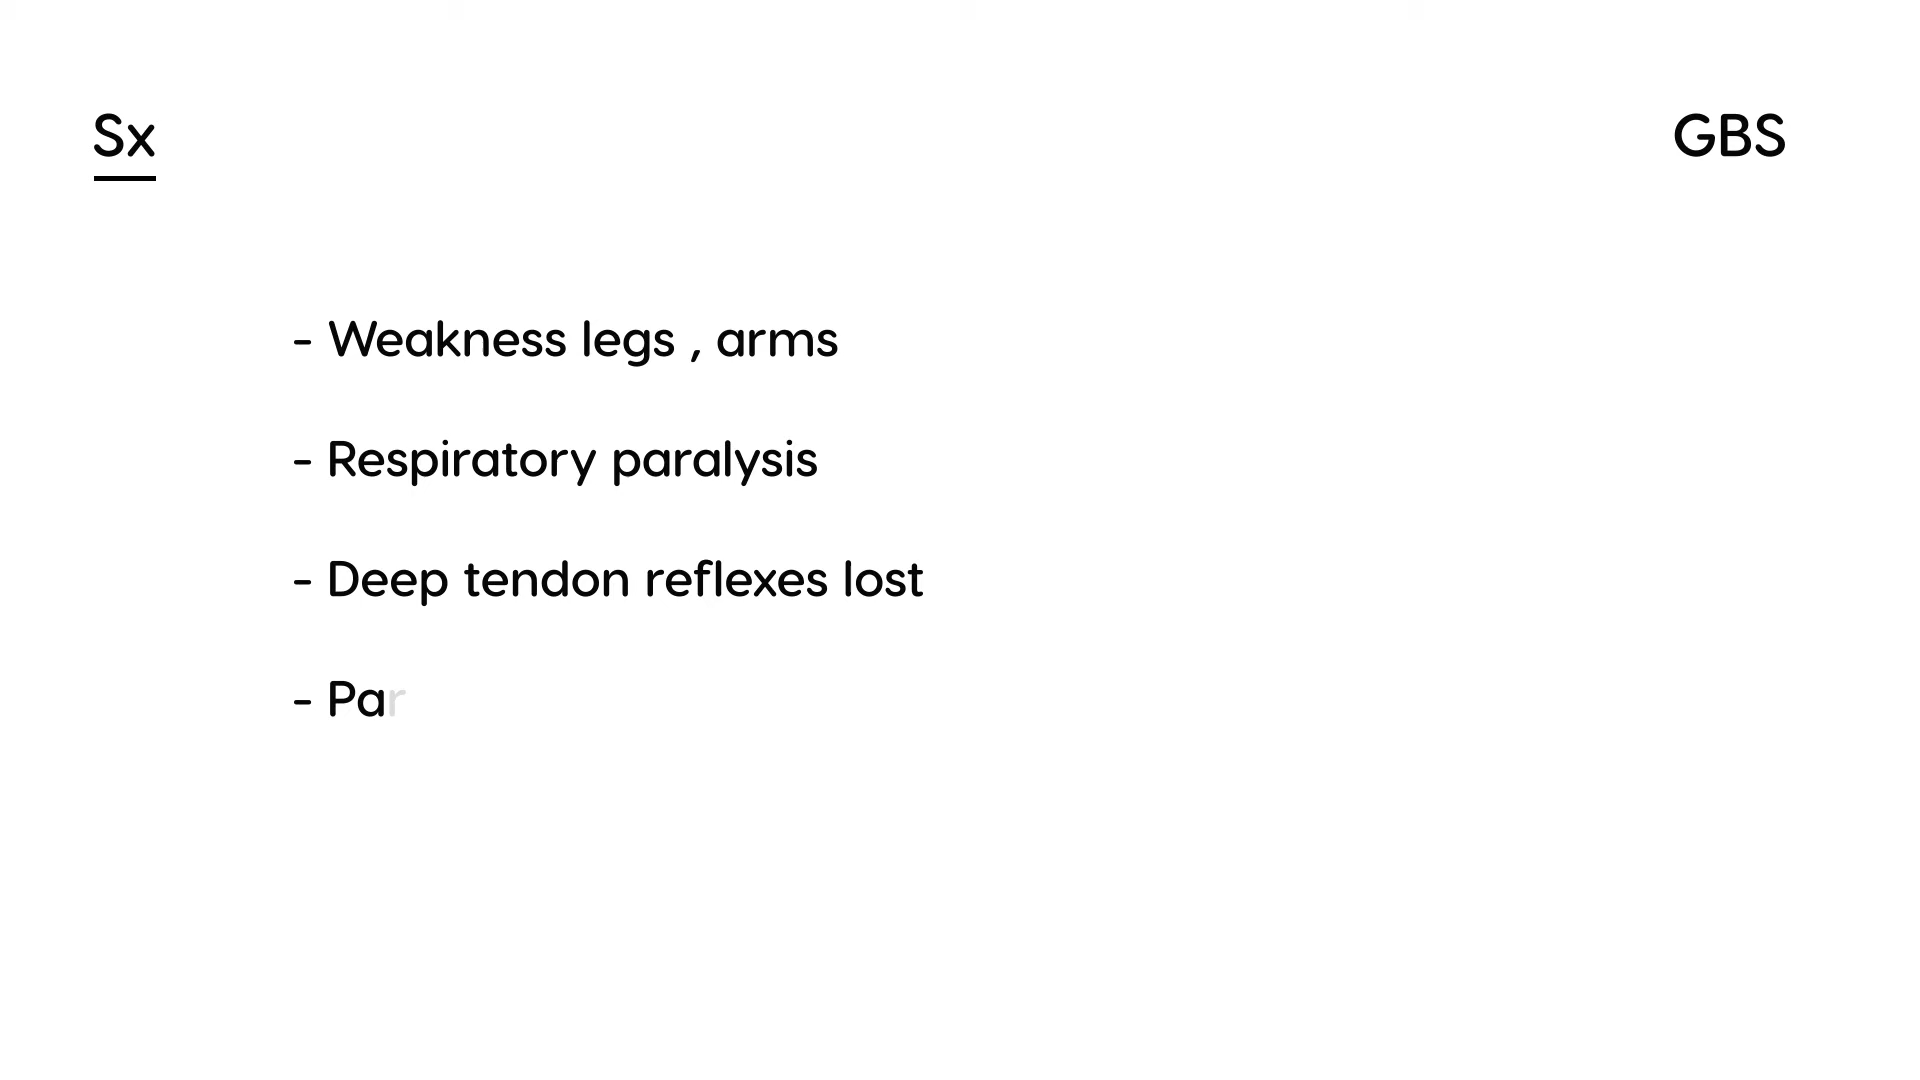 Sx
GBS
- Weakness legs , arms
- Respiratory paralysis
- Deep tendon reflexes lost
- Par